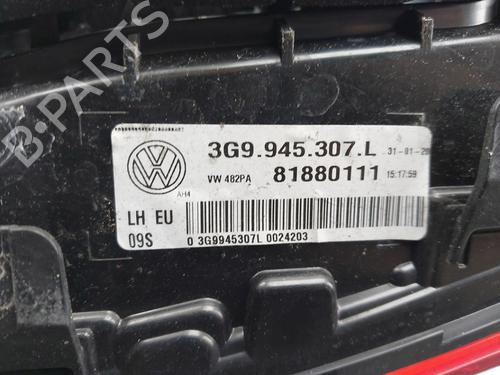 B-PARTS
3G9.945.307.L 31-01-20
VW 482PA 81880111 15:17:59
AH4
LH EU
09S 0 3G9945307L 0024203